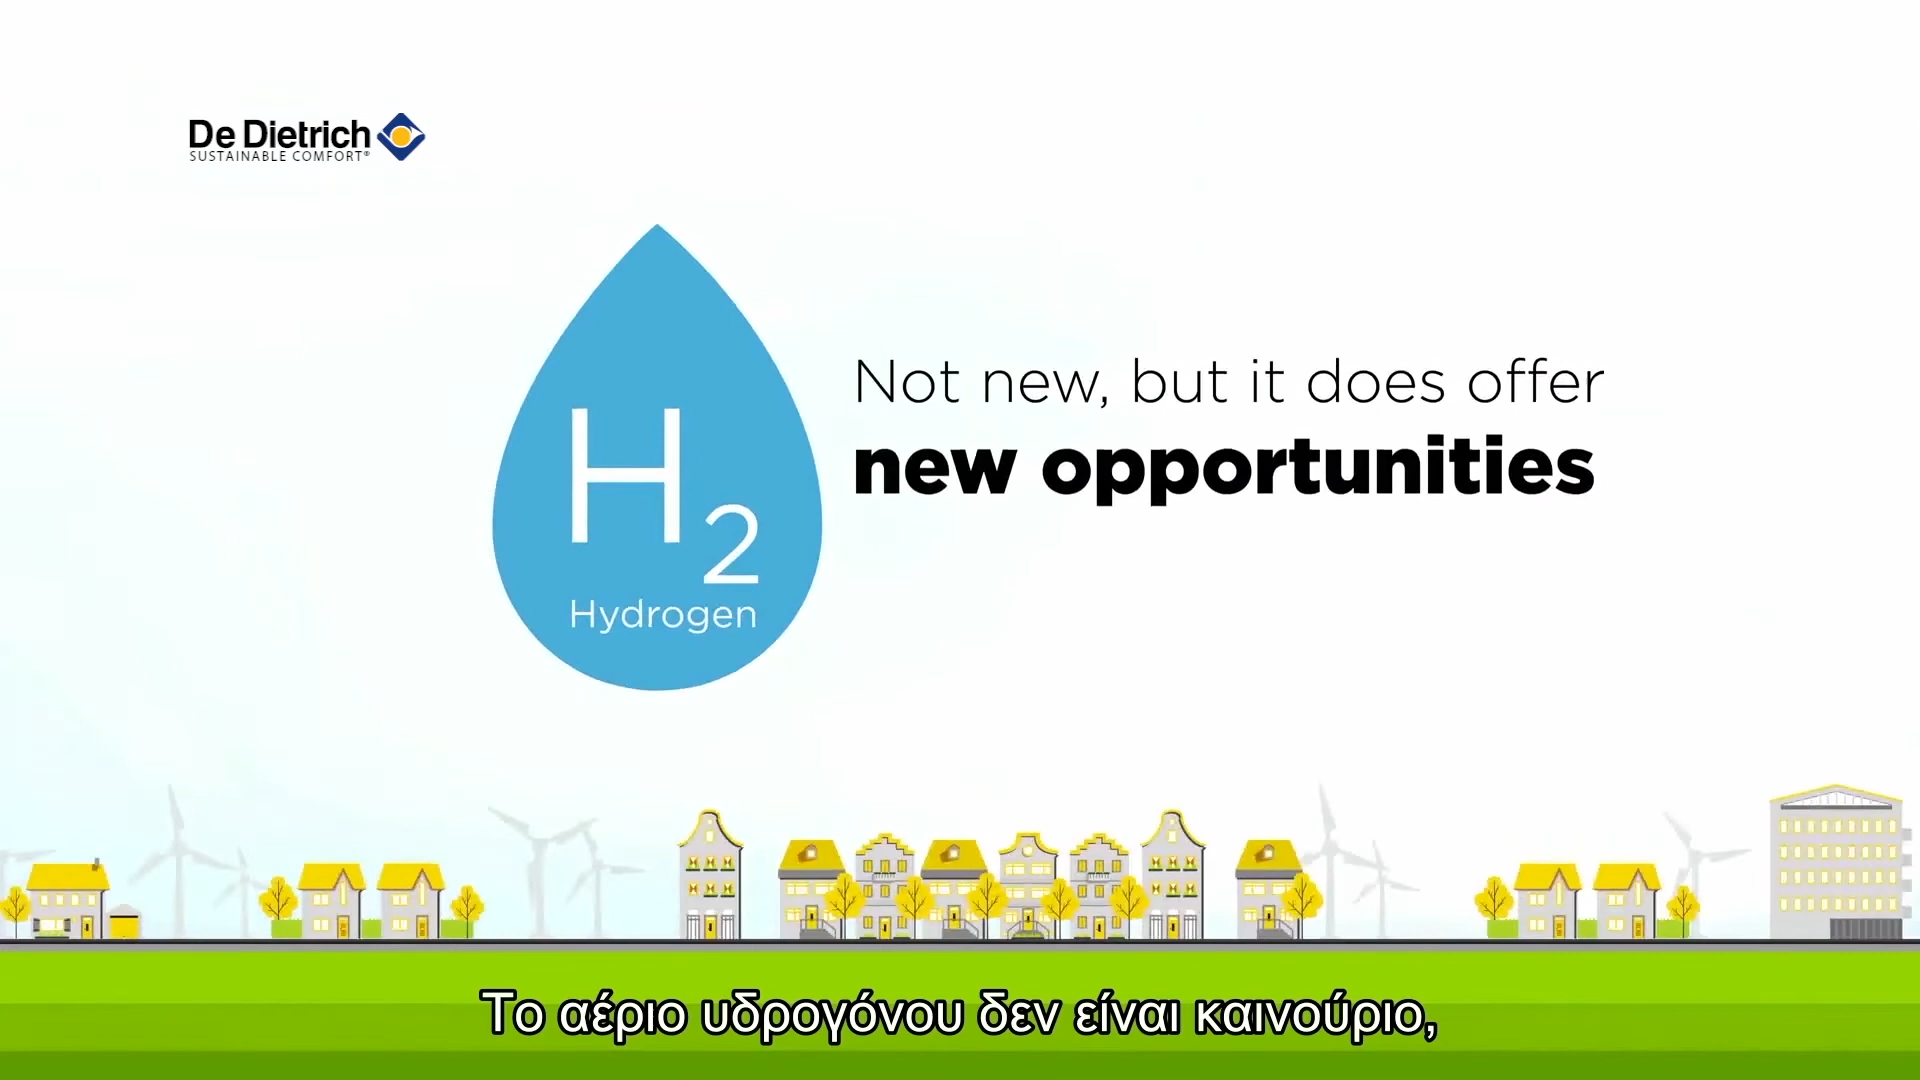 De Dietrich
SUSTAINABLE COMFORT®
Not new, but it does offer
new opportunities
H2
Hydrogen
Το αέριο υδρογόνου δεν είναι καινούριο,